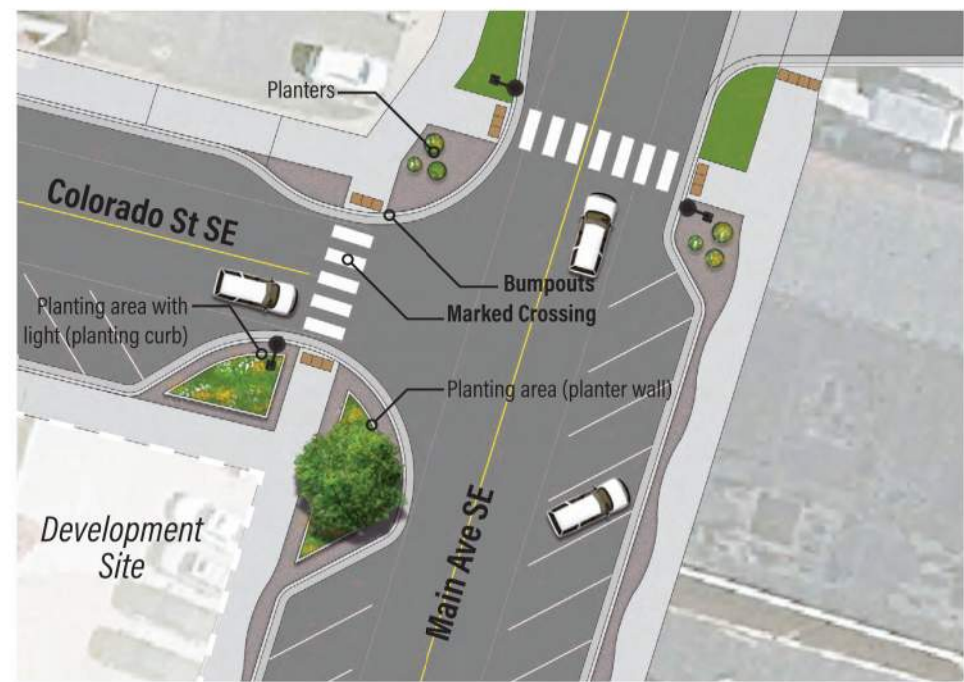 Planters
Colorado St SE
Bumpouts
Marked Crossing
Planting area with
light (planting curb)
Planting area (planter wall)
Main Ave SE
Development
Site